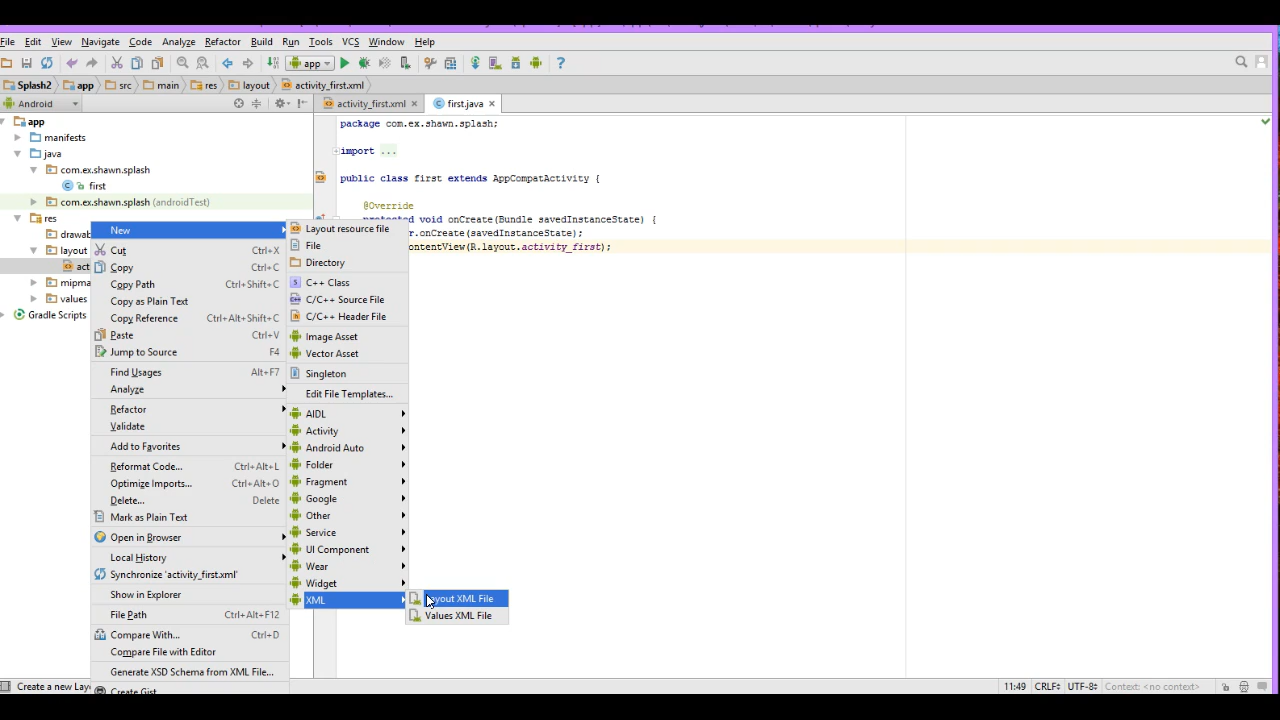 File Edit View Navigate Code Analyze Refactor Build Run Tools VCS Window Help
app
Splash2 app src main res layout activity_first.xml
Android activity_first.xml first.java
app
manifests
java
com.ex.shawn.splash
first
com.ex.shawn.splash (androidTest)
res
layout
values
Gradle Scripts
package com.ex.shawn.splash;
import ...
public class first extends AppCompatActivity {
@Override
protected void onCreate(Bundle savedInstanceState) {
r.onCreate(savedInstanceState);
ontentView(R.layout.activity_first);
New
Cut Ctrl+X
Copy Ctrl+C
Copy Path Ctrl+Shift+C
Copy as Plain Text
Copy Reference Ctrl+Alt+Shift+C
Paste Ctrl+V
Jump to Source F4
Find Usages Alt+F7
Analyze
Refactor
Validate
Add to Favorites
Reformat Code... Ctrl+Alt+L
Optimize Imports... Ctrl+Alt+O
Delete... Delete
Mark as Plain Text
Open in Browser
Local History
Synchronize 'activity_first.xml'
Show in Explorer
File Path Ctrl+Alt+F12
Compare With... Ctrl+D
Compare File with Editor
Generate XSD Schema from XML File...
Create Gist
Layout resource file
File
Directory
C++ Class
C/C++ Source File
C/C++ Header File
Image Asset
Vector Asset
Singleton
Edit File Templates...
AIDL
Activity
Android Auto
Folder
Fragment
Google
Other
Service
UI Component
Wear
Widget
XML
Layout XML File
Values XML File
Create a new Lay
11:49 CRLF UTF-8 Context: <no context>